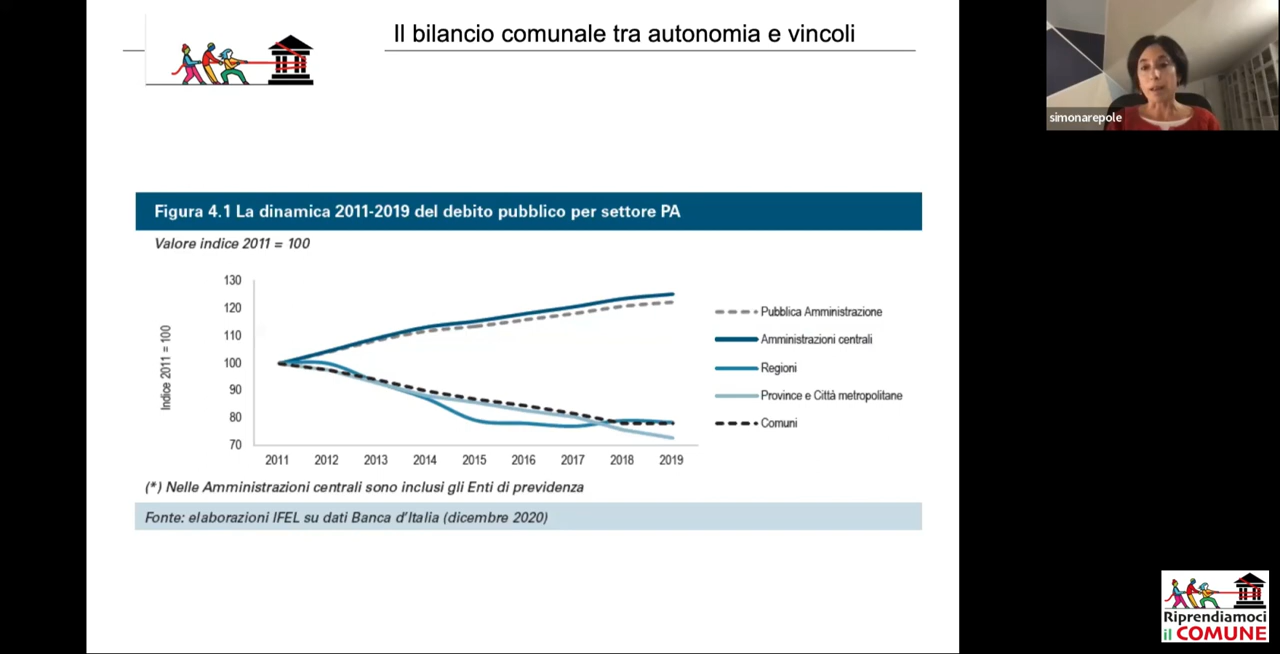 Il bilancio comunale tra autonomia e vincoli
simonarepole
Figura 4.1 La dinamica 2011-2019 del debito pubblico per settore PA
Valore indice 2011 = 100
Indice 2011 = 100
130
120
110
100
90
80
70
2011 2012 2013 2014 2015 2016 2017 2018 2019
Pubblica Amministrazione
Amministrazioni centrali
Regioni
Province e Città metropolitane
Comuni
(*) Nelle Amministrazioni centrali sono inclusi gli Enti di previdenza
Fonte: elaborazioni IFEL su dati Banca d'Italia (dicembre 2020)
Riprendiamoci
il COMUNE